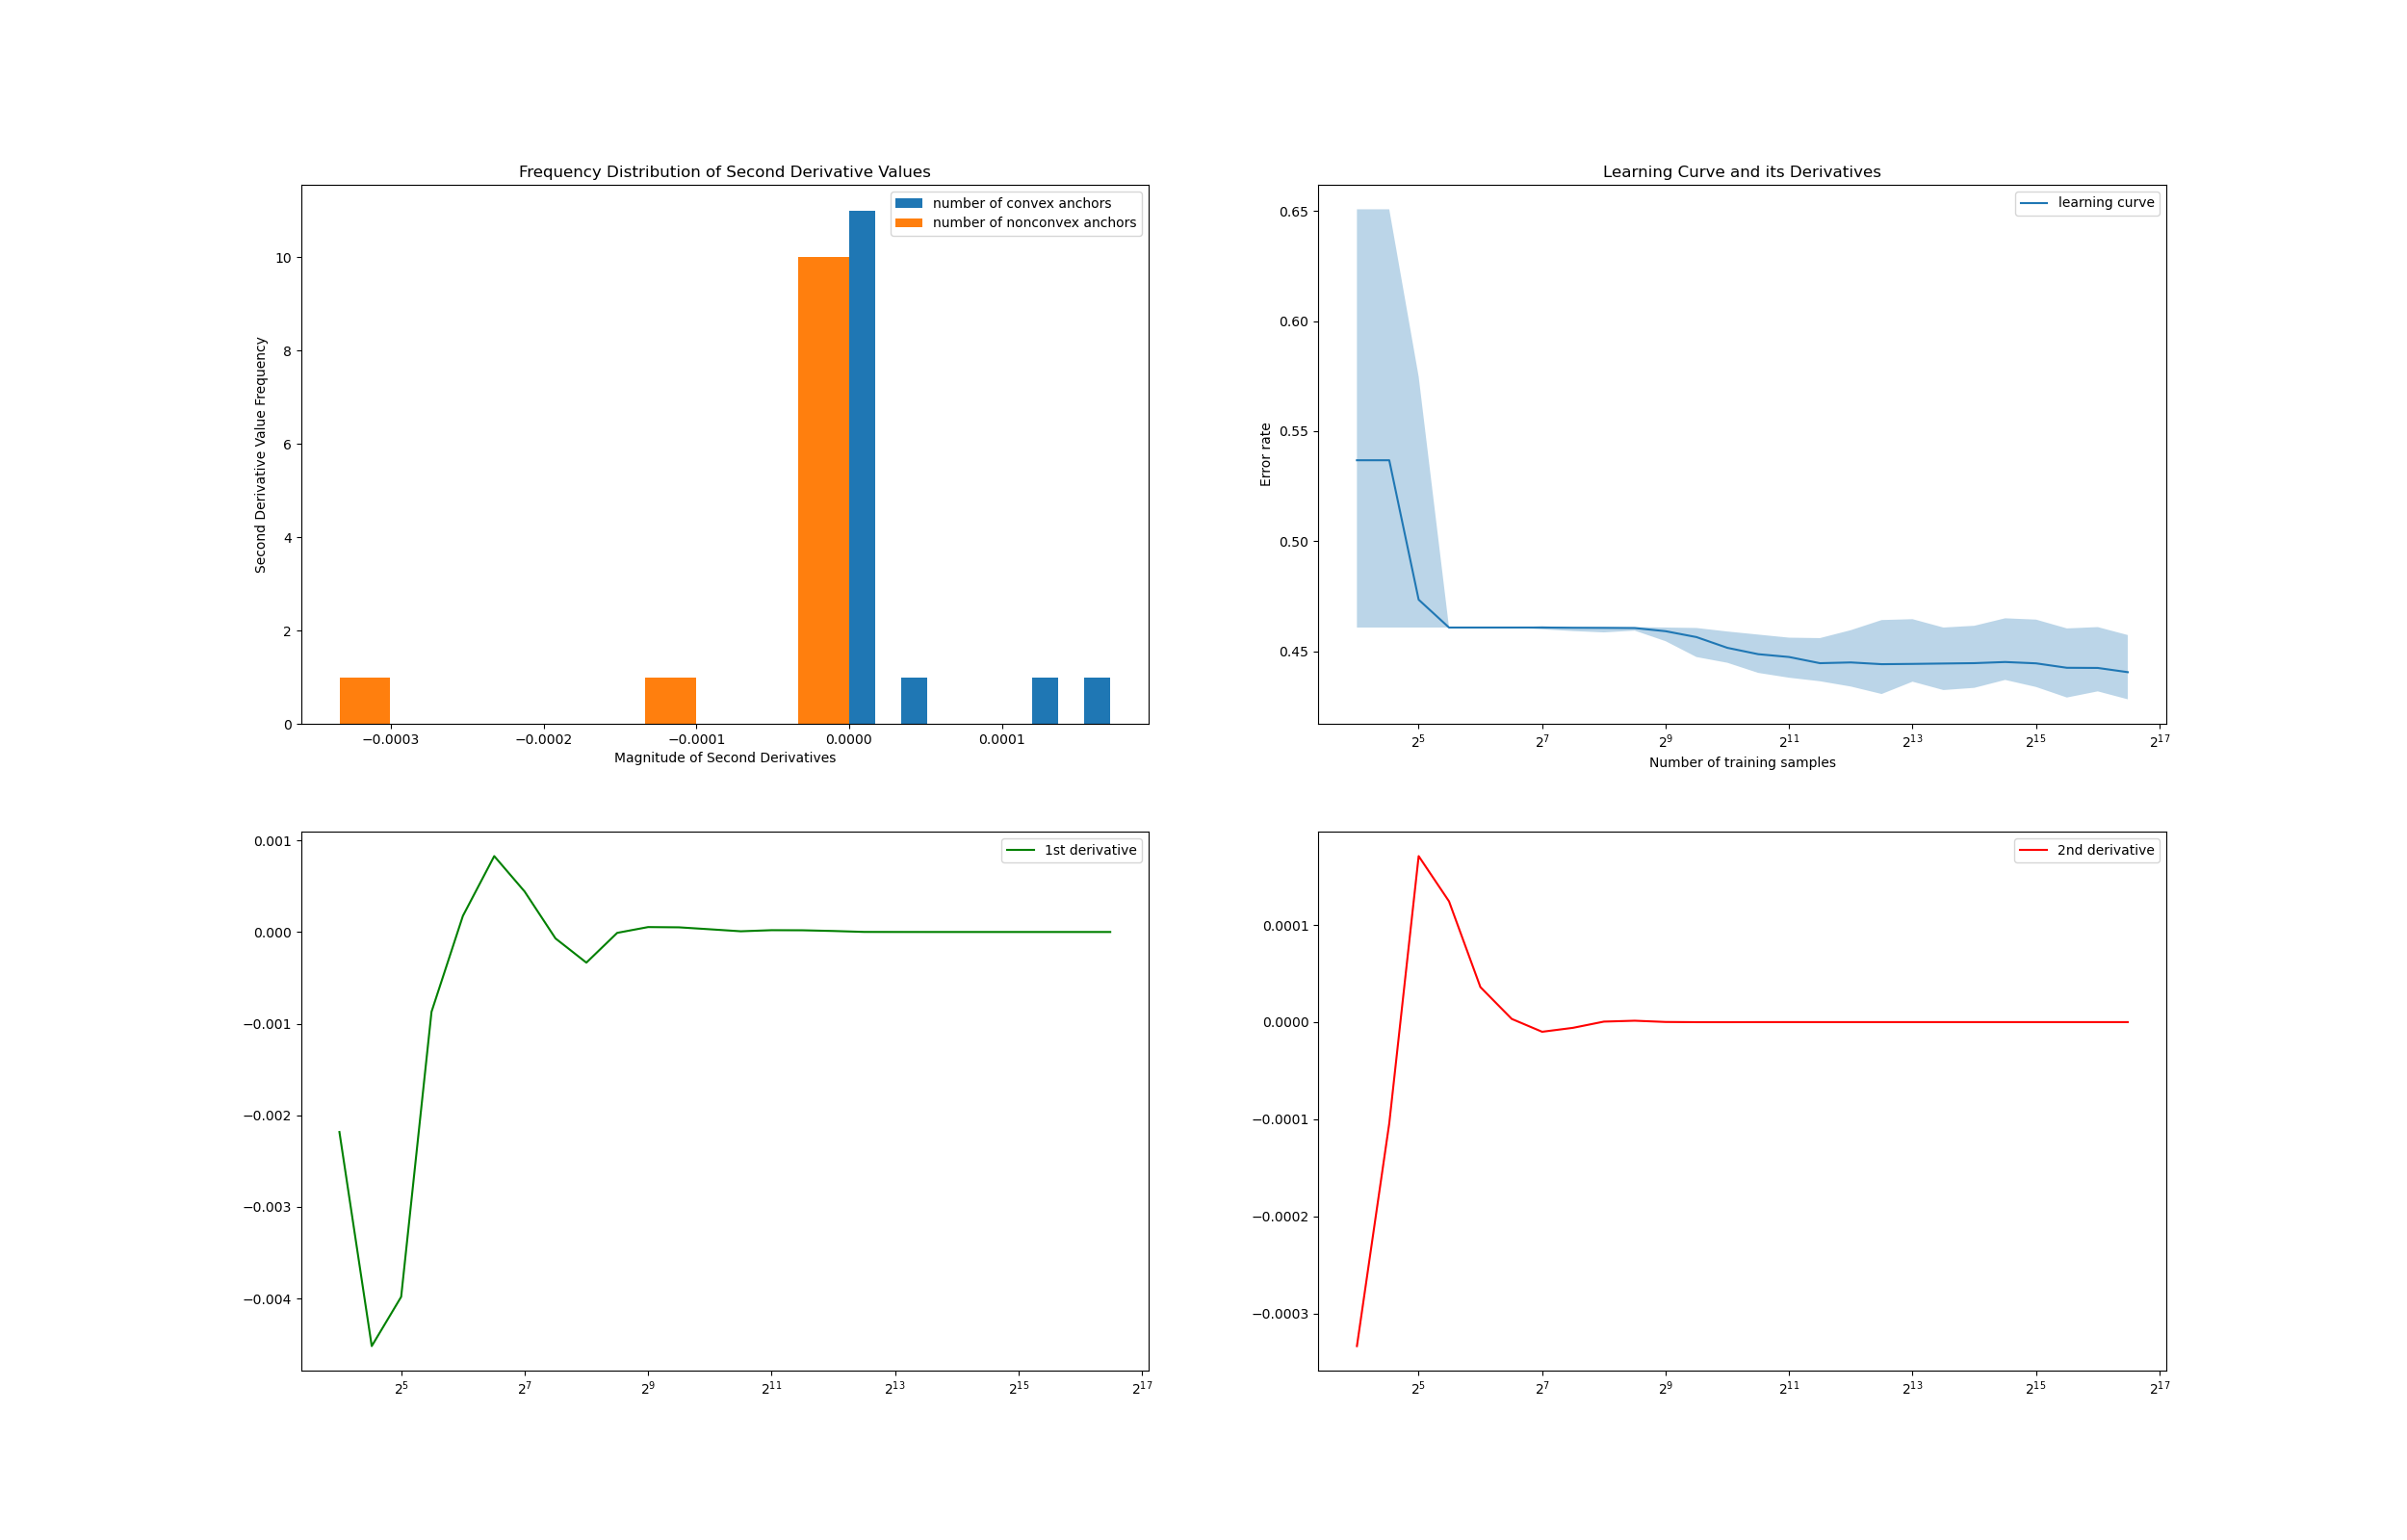 Frequency Distribution of Second Derivative Values
number of convex anchors
number of nonconvex anchors
Second Derivative Value Frequency
10
8
6
4
2
0
−0.0003 −0.0002 −0.0001 0.0000 0.0001
Magnitude of Second Derivatives
Learning Curve and its Derivatives
learning curve
Error rate
0.65
0.60
0.55
0.50
0.45
2^5 2^7 2^9 2^11 2^13 2^15 2^17
Number of training samples
1st derivative
0.001
0.000
−0.001
−0.002
−0.003
−0.004
2^5 2^7 2^9 2^11 2^13 2^15 2^17
2nd derivative
0.0001
0.0000
−0.0001
−0.0002
−0.0003
2^5 2^7 2^9 2^11 2^13 2^15 2^17